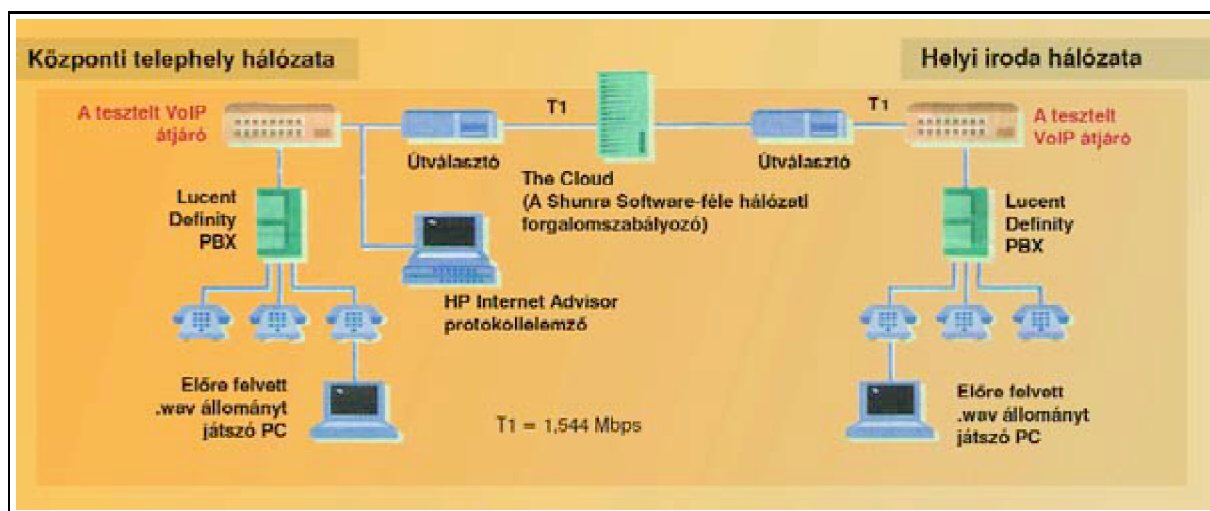 Központi telephely hálózata
Helyi iroda hálózata
A tesztelt VoIP
átjáró
T1
T1
A tesztelt
VoIP átjáró
Útválasztó
Útválasztó
The Cloud
(A Shunra Software-féle hálózati
forgalomszabályozó)
Lucent
Definity
PBX
Lucent
Definity
PBX
HP Internet Advisor
protokollelemző
Előre felvett
.wav állományt
játszó PC
T1 = 1,544 Mbps
Előre felvett
.wav állományt
játszó PC